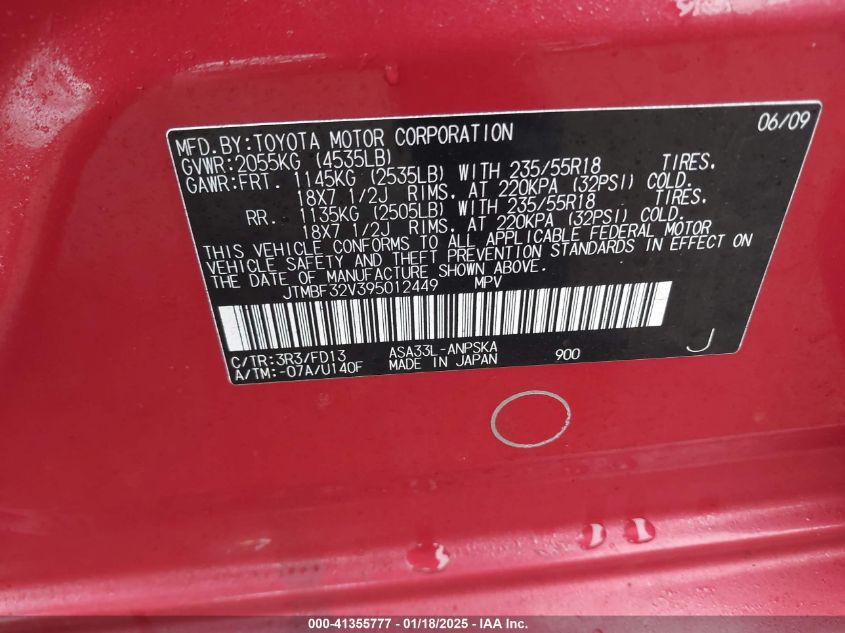 06/09
MFD.BY:TOYOTA MOTOR CORPORATION
GVWR:2055KG (4535LB)
GAWR:FRT. 1145KG (2535LB) WITH 235/55R18 TIRES.
18X7 1/2J RIMS. AT 220KPA (32PSI) COLD.
RR. 1135KG (2505LB) WITH 235/55R18 TIRES.
18X7 1/2J RIMS. AT 220KPA (32PSI) COLD.
THIS VEHICLE CONFORMS TO ALL APPLICABLE FEDERAL MOTOR
VEHICLE SAFETY AND THEFT PREVENTION STANDARDS IN EFFECT ON
THE DATE OF MANUFACTURE SHOWN ABOVE.
JTMBF32V395012449 MPV
C/TR:3R3/FD13 ASA33L-ANPSKA
A/TM:-07A/U140F MADE IN JAPAN 900 J
000-41355777 - 01/18/2025 - IAA Inc.